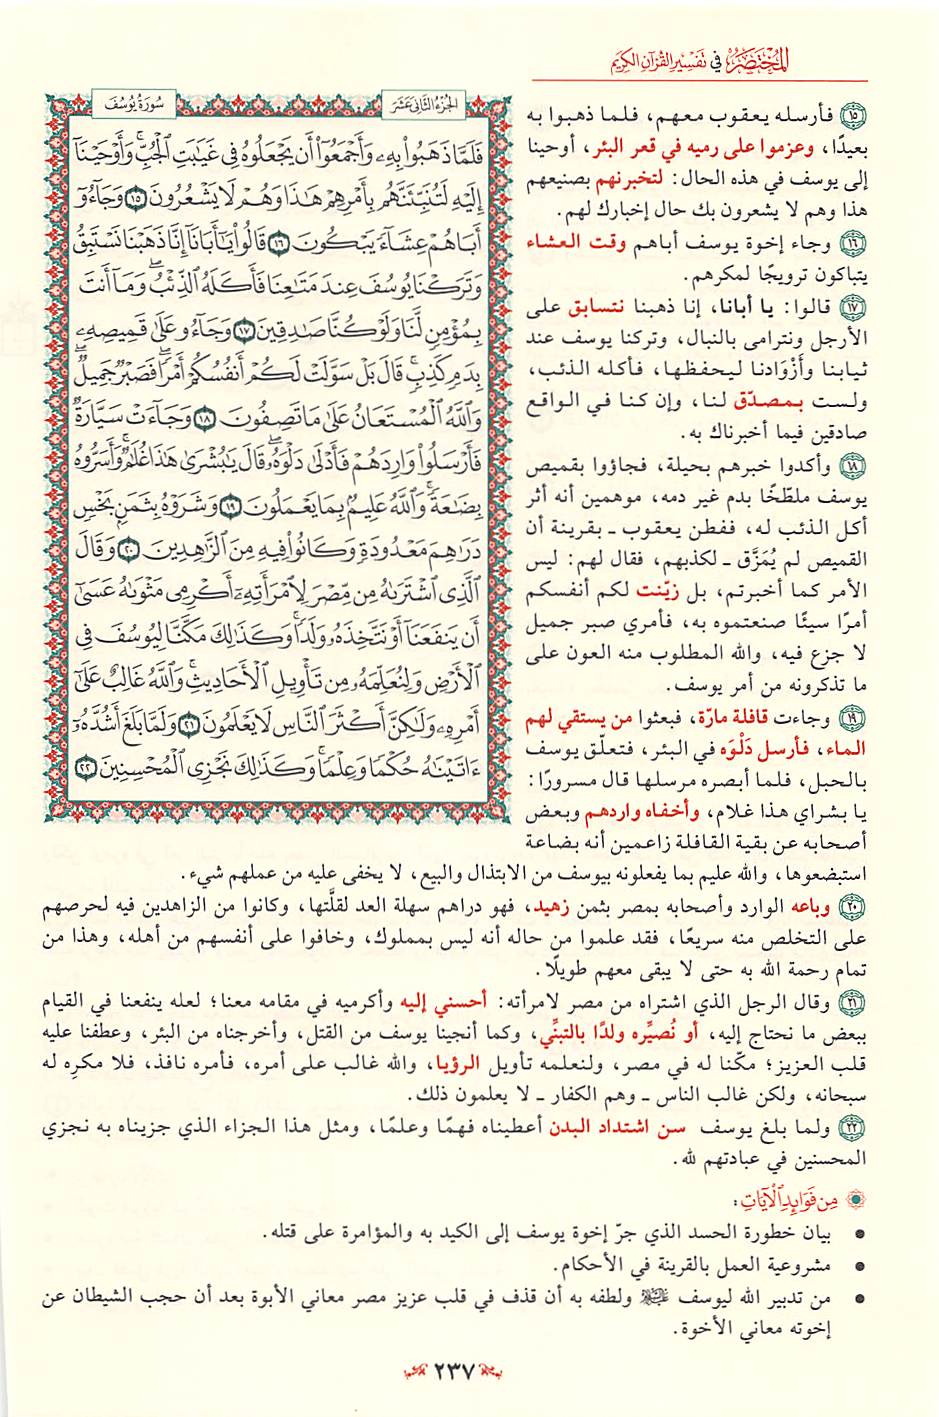 المختصر في تفسير القرآن الكريم
الجزء الثاني عشر
سورة يوسف
فَلَمَّا ذَهَبُوا۟ بِهِۦ وَأَجْمَعُوٓا۟ أَن يَجْعَلُوهُ فِى غَيَـٰبَتِ ٱلْجُبِّ ۚ وَأَوْحَيْنَآ
إِلَيْهِ لَتُنَبِّئَنَّهُم بِأَمْرِهِمْ هَـٰذَا وَهُمْ لَا يَشْعُرُونَ ١٥ وَجَآءُوٓ
أَبَاهُمْ عِشَآءً يَبْكُونَ ١٦ قَالُوا۟ يَـٰٓأَبَانَآ إِنَّا ذَهَبْنَا نَسْتَبِقُ
وَتَرَكْنَا يُوسُفَ عِندَ مَتَـٰعِنَا فَأَكَلَهُ ٱلذِّئْبُ ۖ وَمَآ أَنتَ
بِمُؤْمِنٍ لَّنَا وَلَوْ كُنَّا صَـٰدِقِينَ ١٧ وَجَآءُو عَلَىٰ قَمِيصِهِۦ
بِدَمٍ كَذِبٍ ۚ قَالَ بَلْ سَوَّلَتْ لَكُمْ أَنفُسُكُمْ أَمْرًا ۖ فَصَبْرٌ جَمِيلٌ ۖ
وَٱللَّهُ ٱلْمُسْتَعَانُ عَلَىٰ مَا تَصِفُونَ ١٨ وَجَآءَتْ سَيَّارَةٌ
فَأَرْسَلُوا۟ وَارِدَهُمْ فَأَدْلَىٰ دَلْوَهُۥ ۖ قَالَ يَـٰبُشْرَىٰ هَـٰذَا غُلَـٰمٌ ۚ وَأَسَرُّوهُ
بِضَـٰعَةً ۚ وَٱللَّهُ عَلِيمٌۢ بِمَا يَعْمَلُونَ ١٩ وَشَرَوْهُ بِثَمَنٍۭ بَخْسٍ
دَرَٰهِمَ مَعْدُودَةٍ وَكَانُوا۟ فِيهِ مِنَ ٱلزَّٰهِدِينَ ٢٠ وَقَالَ
ٱلَّذِى ٱشْتَرَىٰهُ مِن مِّصْرَ لِٱمْرَأَتِهِۦٓ أَكْرِمِى مَثْوَىٰهُ عَسَىٰٓ
أَن يَنفَعَنَآ أَوْ نَتَّخِذَهُۥ وَلَدًا ۚ وَكَذَٰلِكَ مَكَّنَّا لِيُوسُفَ فِى
ٱلْأَرْضِ وَلِنُعَلِّمَهُۥ مِن تَأْوِيلِ ٱلْأَحَادِيثِ ۚ وَٱللَّهُ غَالِبٌ عَلَىٰٓ
أَمْرِهِۦ وَلَـٰكِنَّ أَكْثَرَ ٱلنَّاسِ لَا يَعْلَمُونَ ٢١ وَلَمَّا بَلَغَ أَشُدَّهُۥٓ
ءَاتَيْنَـٰهُ حُكْمًا وَعِلْمًا ۚ وَكَذَٰلِكَ نَجْزِى ٱلْمُحْسِنِينَ ٢٢
١٥ فأرسله يعقوب معهم، فلما ذهبوا به
بعيدًا، وعزموا على رميه في قعر البئر، أوحينا
إلى يوسف في هذه الحال: لتخبرنهم بصنيعهم
هذا وهم لا يشعرون بك حال إخبارك لهم.
١٦ وجاء إخوة يوسف أباهم وقت العشاء
يتباكون ترويجًا لمكرهم.
١٧ قالوا: يا أبانا، إنا ذهبنا نتسابق على
الأرجل ونترامى بالنبال، وتركنا يوسف عند
ثيابنا وأَزْوَادنا ليحفظها، فأكله الذئب،
ولست بمصدّق لنا، وإن كنا في الواقع
صادقين فيما أخبرناك به.
١٨ وأكدوا خبرهم بحيلة، فجاؤوا بقميص
يوسف ملطّخًا بدم غير دمه، موهمين أنه أثر
أكل الذئب له، ففطن يعقوب ـ بقرينة أن
القميص لم يُمَزَّق ـ لكذبهم، فقال لهم: ليس
الأمر كما أخبرتم، بل زيّنت لكم أنفسكم
أمرًا سيئًا صنعتموه به، فأمري صبر جميل
لا جزع فيه، والله المطلوب منه العون على
ما تذكرونه من أمر يوسف.
١٩ وجاءت قافلة مارّة، فبعثوا من يستقي لهم
الماء، فأرسل دَلْوَه في البئر، فتعلّق يوسف
بالحبل، فلما أبصره مرسلها قال مسرورًا:
يا بشراي هذا غلام، وأخفاه واردهم وبعض
أصحابه عن بقية القافلة زاعمين أنه بضاعة
استبضعوها، والله عليم بما يفعلونه بيوسف من الابتذال والبيع، لا يخفى عليه من عملهم شيء.
٢٠ وباعه الوارد وأصحابه بمصر بثمن زهيد، فهو دراهم سهلة العد لقلَّتها، وكانوا من الزاهدين فيه لحرصهم
على التخلص منه سريعًا، فقد علموا من حاله أنه ليس بمملوك، وخافوا على أنفسهم من أهله، وهذا من
تمام رحمة الله به حتى لا يبقى معهم طويلًا.
٢١ وقال الرجل الذي اشتراه من مصر لامرأته: أحسني إليه وأكرميه في مقامه معنا؛ لعله ينفعنا في القيام
ببعض ما نحتاج إليه، أو نُصيِّره ولدًا بالتبنِّي، وكما أنجينا يوسف من القتل، وأخرجناه من البئر، وعطفنا عليه
قلب العزيز؛ مكّنا له في مصر، ولنعلمه تأويل الرؤيا، والله غالب على أمره، فأمره نافذ، فلا مكرِه له
سبحانه، ولكن غالب الناس ـ وهم الكفار ـ لا يعلمون ذلك.
٢٢ ولما بلغ يوسف سن اشتداد البدن أعطيناه فهمًا وعلمًا، ومثل هذا الجزاء الذي جزيناه به نجزي
المحسنين في عبادتهم لله.
من فوائد الآيات:
• بيان خطورة الحسد الذي جرّ إخوة يوسف إلى الكيد به والمؤامرة على قتله.
• مشروعية العمل بالقرينة في الأحكام.
• من تدبير الله ليوسف عليه السلام ولطفه به أن قذف في قلب عزيز مصر معاني الأبوة بعد أن حجب الشيطان عن
إخوته معاني الأخوة.
٢٣٧